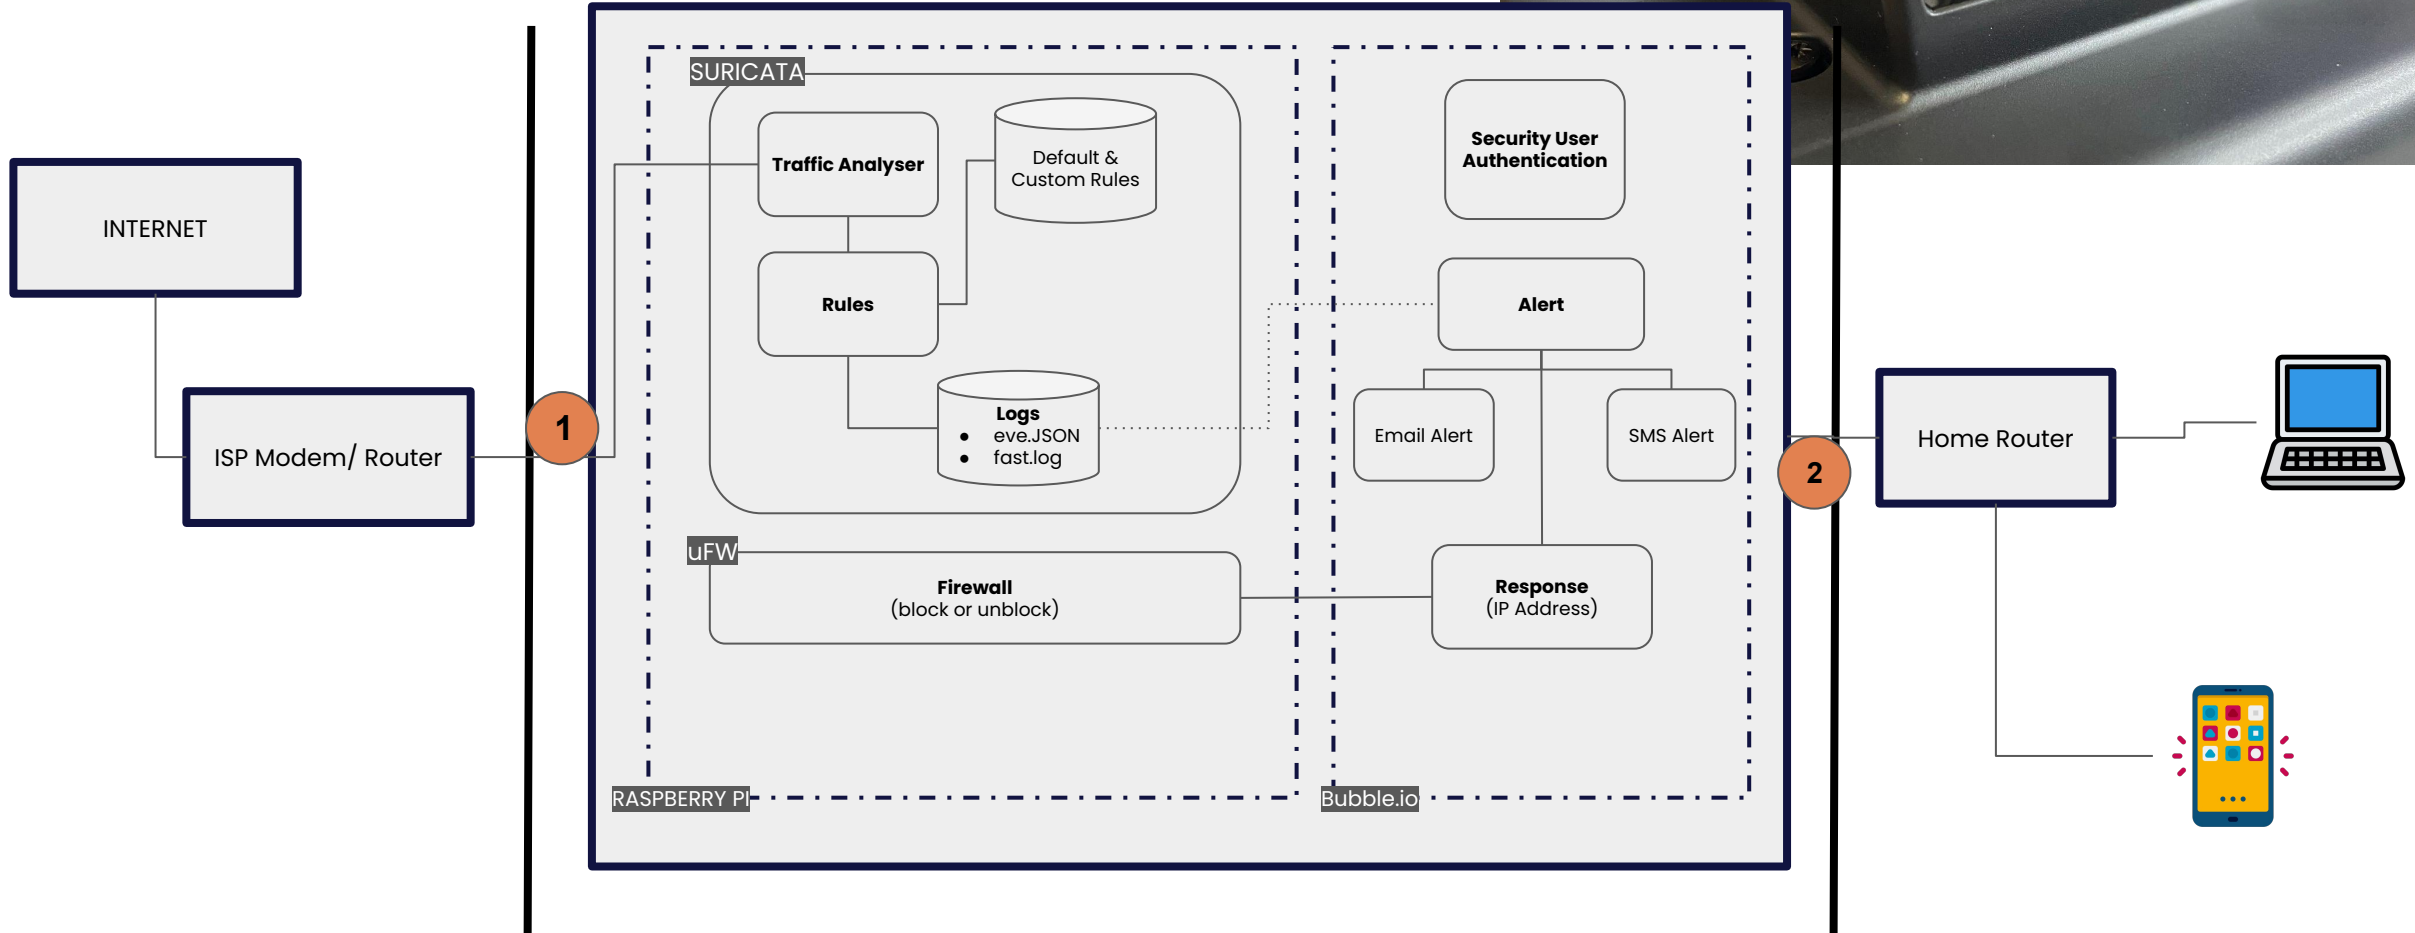 INTERNET
ISP Modem/ Router
1
SURICATA
Traffic Analyser
Default &
Custom Rules
Rules
Logs
● eve.JSON
● fast.log
uFW
Firewall
(block or unblock)
RASPBERRY PI
Security User
Authentication
Alert
Email Alert
SMS Alert
Response
(IP Address)
Bubble.io
2
Home Router